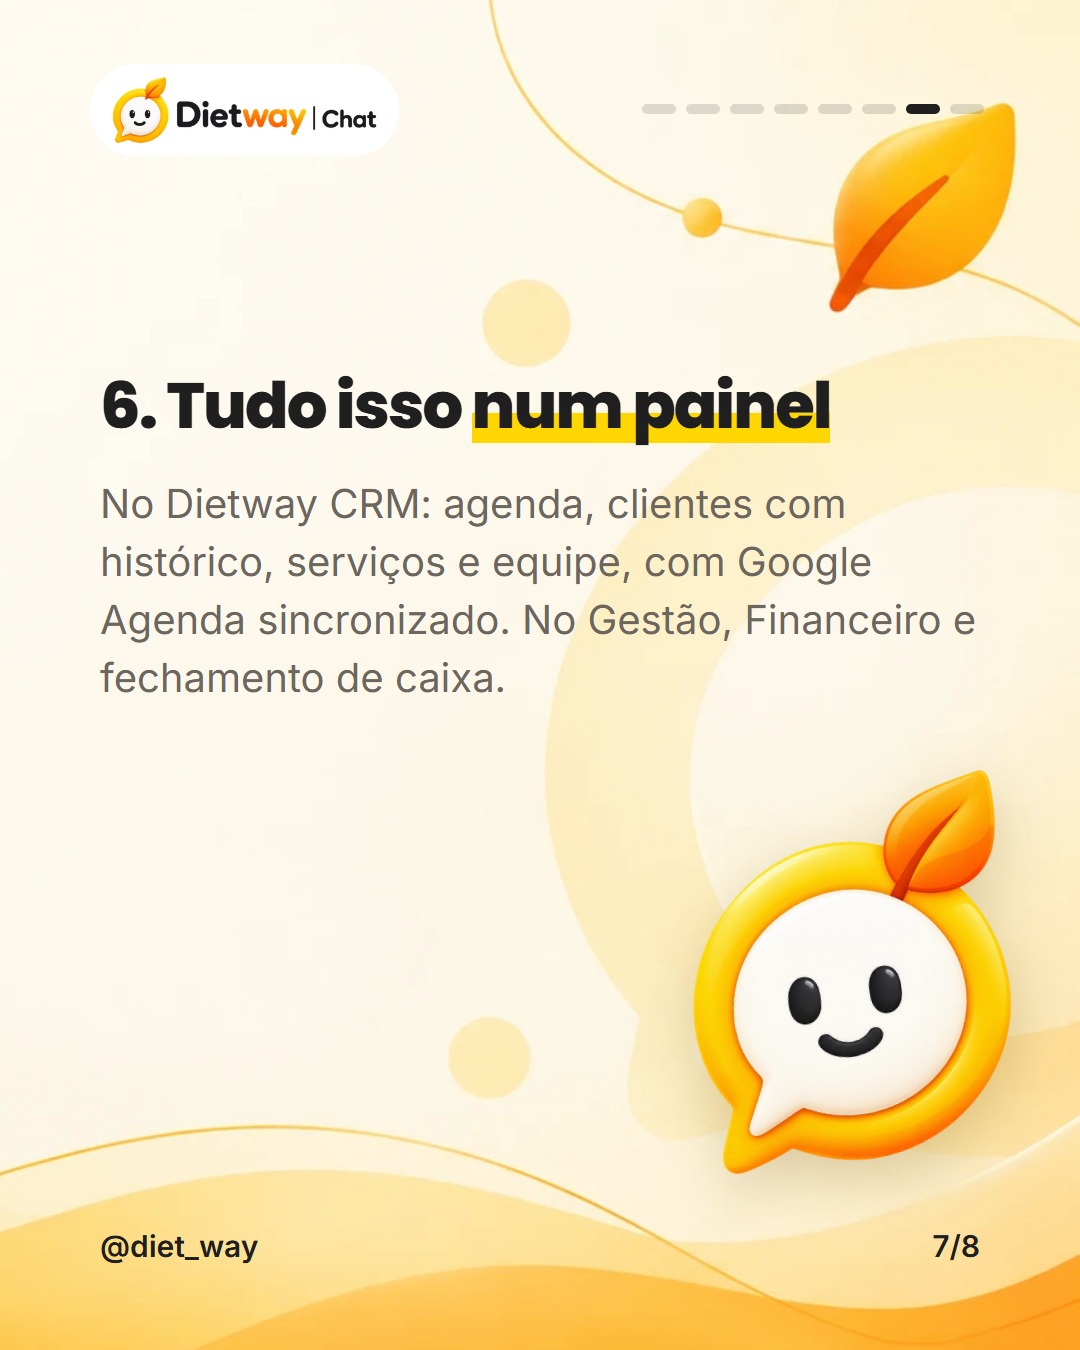 Dietway | Chat
6. Tudo isso num painel
No Dietway CRM: agenda, clientes com
histórico, serviços e equipe, com Google
Agenda sincronizado. No Gestão, Financeiro e
fechamento de caixa.
@diet_way
7/8